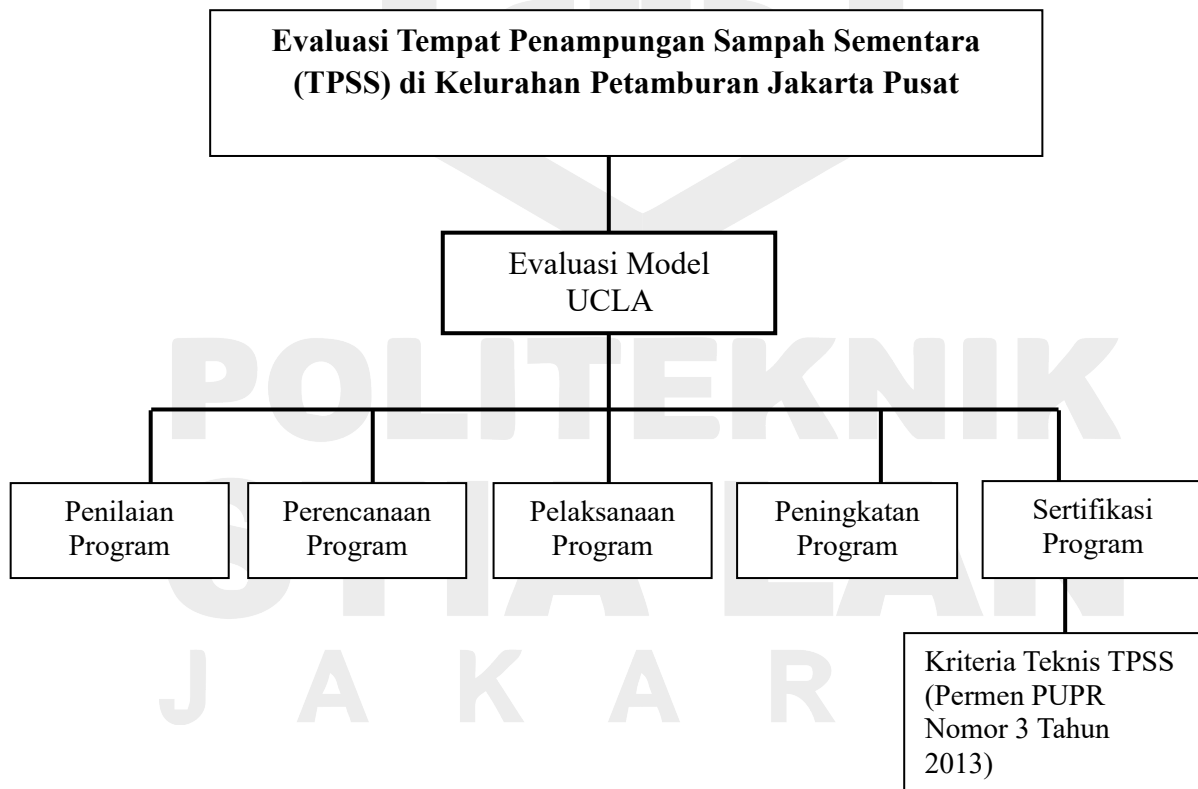 Evaluasi Tempat Penampungan Sampah Sementara
(TPSS) di Kelurahan Petamburan Jakarta Pusat
Evaluasi Model
UCLA
POLITEKNIK
Penilaian
Program
Perencanaan
Program
Pelaksanaan
Program
Peningkatan
Program
Sertifikasi
Program
STIA LAN
JAKAR
Kriteria Teknis TPSS
(Permen PUPR
Nomor 3 Tahun
2013)